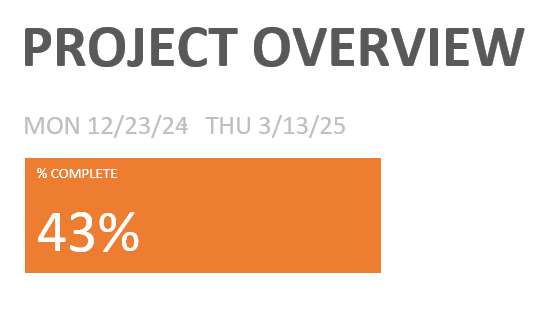 PROJECT OVERVIEW
MON 12/23/24 THU 3/13/25
% COMPLETE
43%